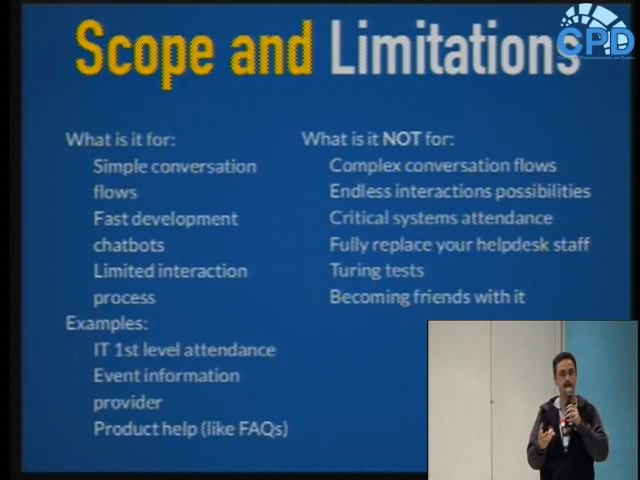 Scope and Limitations
CPD
What is it for:
Simple conversation
flows
Fast development
chatbots
Limited interaction
process
Examples:
IT 1st level attendance
Event information
provider
Product help (like FAQs)
What is it NOT for:
Complex conversation flows
Endless interactions possibilities
Critical systems attendance
Fully replace your helpdesk staff
Turing tests
Becoming friends with it